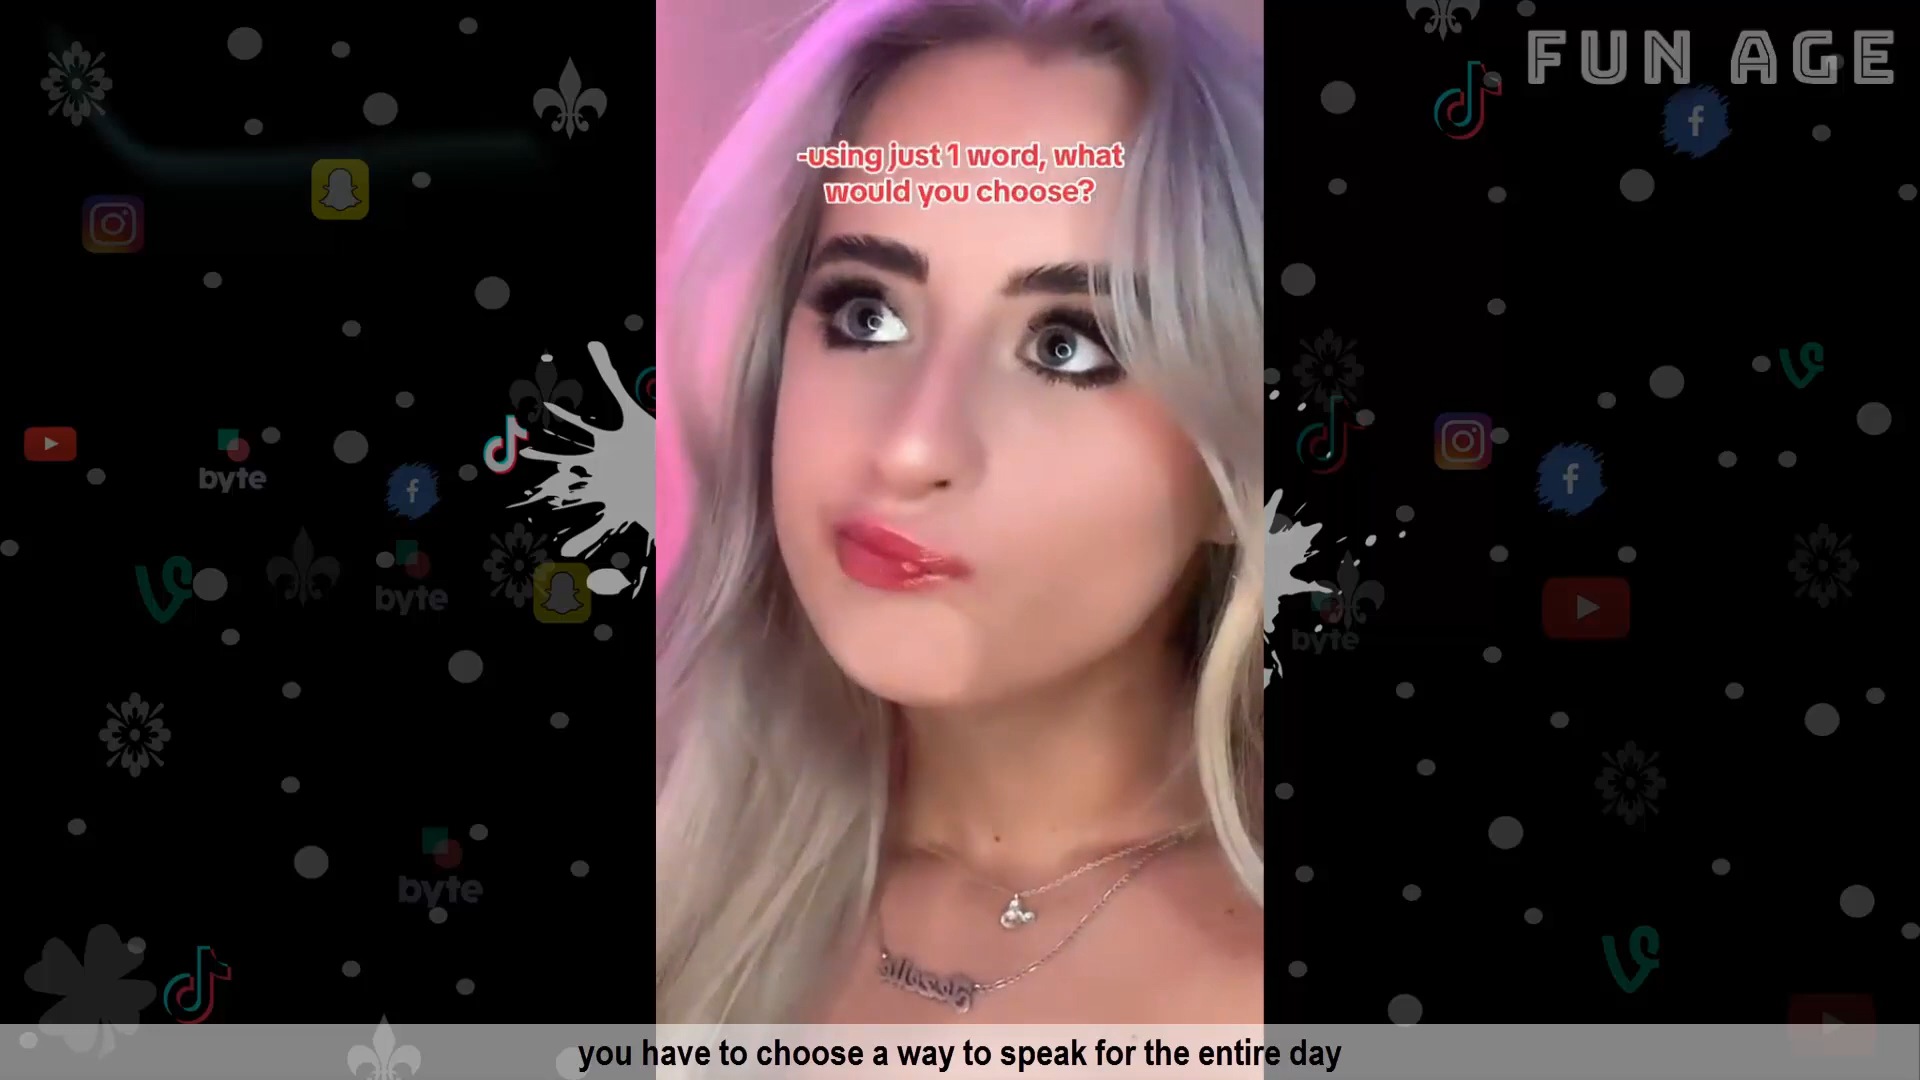 FUN AGE
-using just 1 word, what
would you choose?
byte
byte
byte
byte
you have to choose a way to speak for the entire day